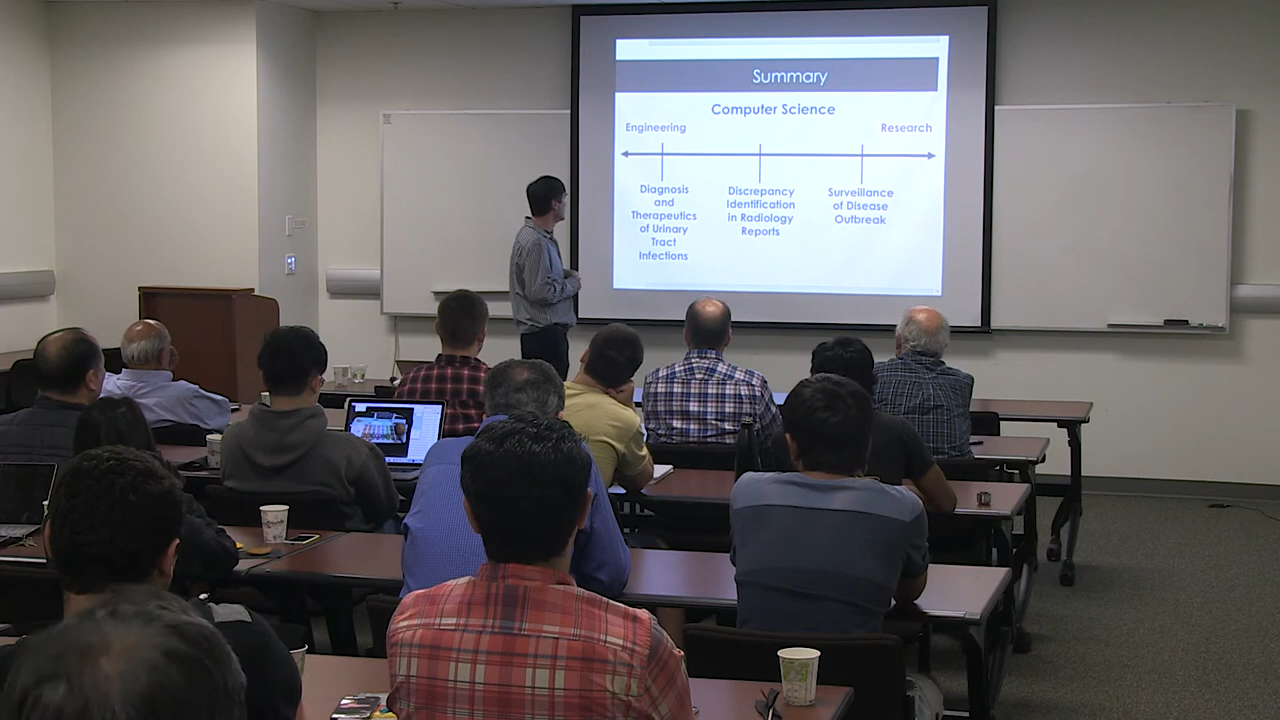 Summary
Computer Science
Engineering
Research
Diagnosis
and
Therapeutics
of Urinary
Tract
Infections
Discrepancy
Identification
in Radiology
Reports
Surveillance
of Disease
Outbreak